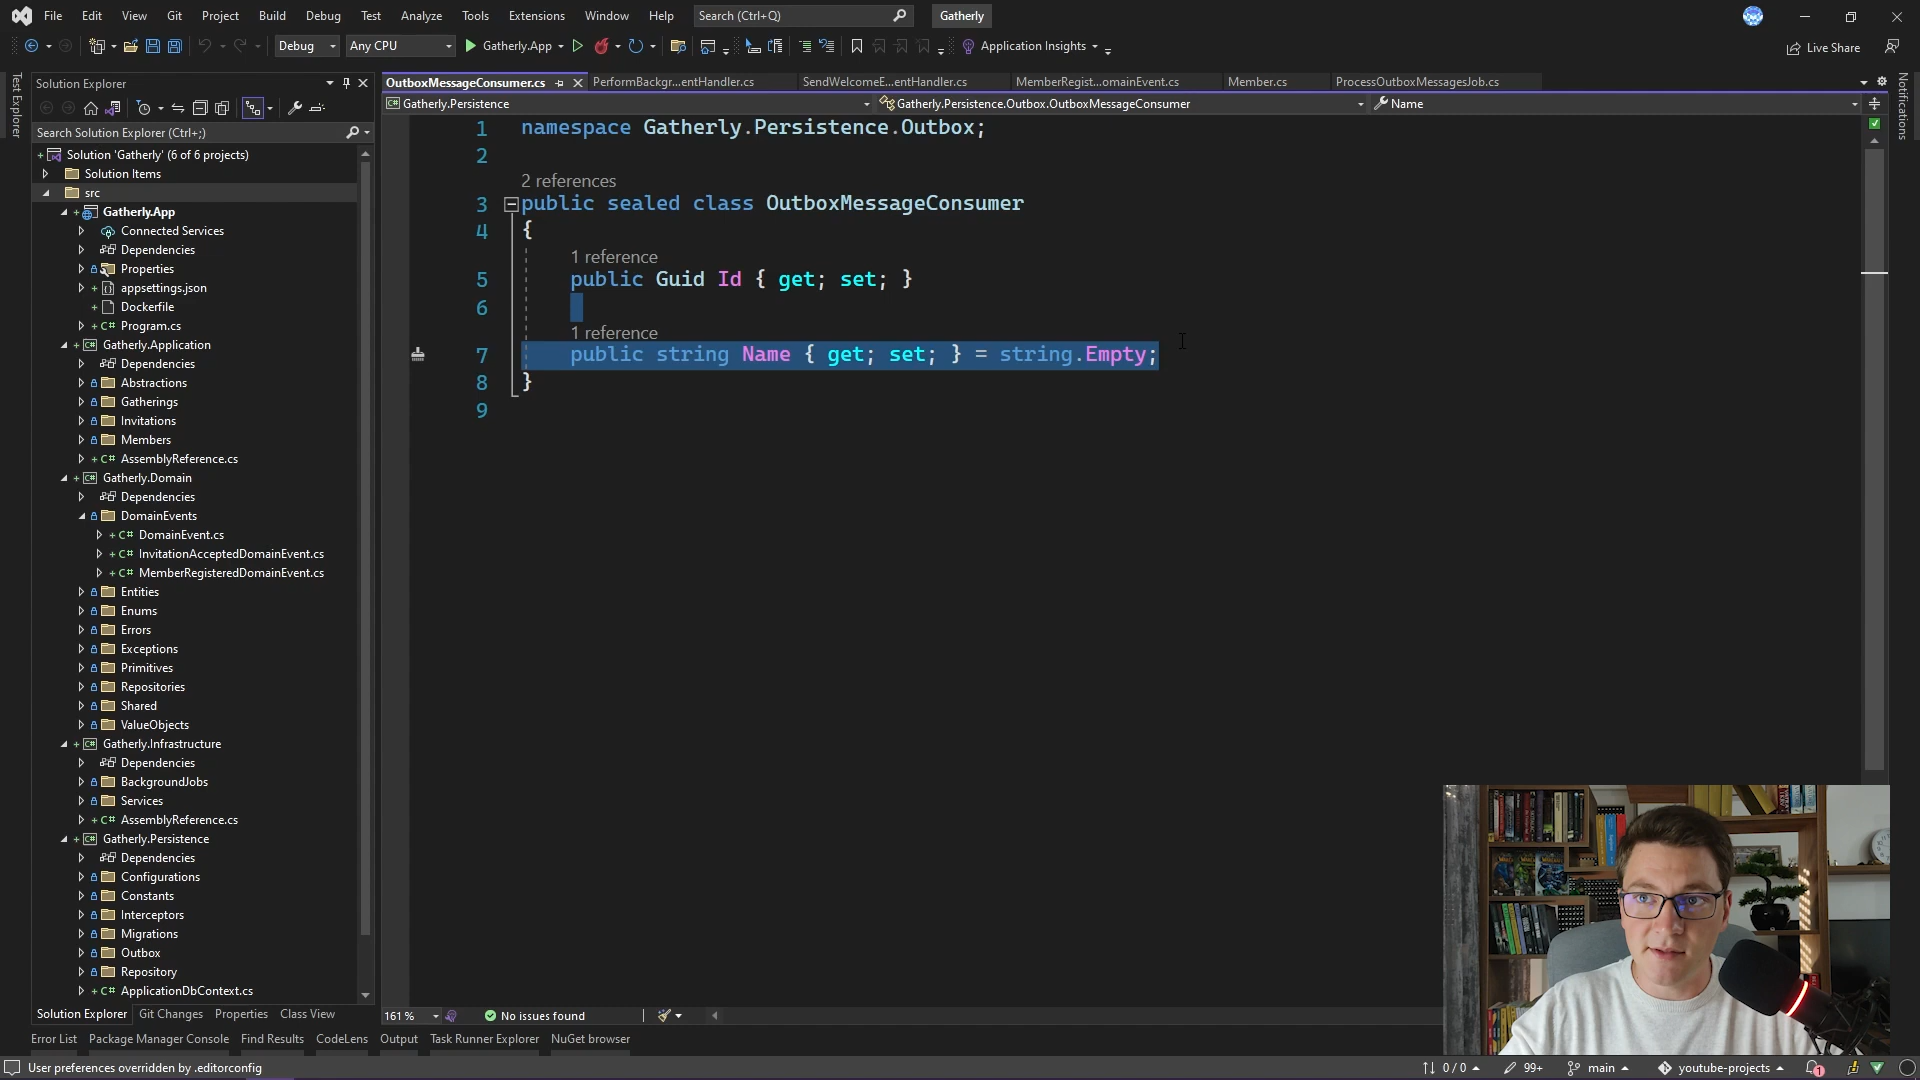 File Edit View Git Project Build Debug Test Analyze Tools Extensions Window Help Search (Ctrl+Q) Gatherly
Debug Any CPU Gatherly.App Application Insights Live Share
Test Explorer
Solution Explorer
Search Solution Explorer (Ctrl+;)
Solution 'Gatherly' (6 of 6 projects)
Solution Items
src
Gatherly.App
Connected Services
Dependencies
Properties
appsettings.json
Dockerfile
Program.cs
Gatherly.Application
Dependencies
Abstractions
Gatherings
Invitations
Members
AssemblyReference.cs
Gatherly.Domain
Dependencies
DomainEvents
DomainEvent.cs
InvitationAcceptedDomainEvent.cs
MemberRegisteredDomainEvent.cs
Entities
Enums
Errors
Exceptions
Primitives
Repositories
Shared
ValueObjects
Gatherly.Infrastructure
Dependencies
BackgroundJobs
Services
AssemblyReference.cs
Gatherly.Persistence
Dependencies
Configurations
Constants
Interceptors
Migrations
Outbox
Repository
ApplicationDbContext.cs
Solution Explorer Git Changes Properties Class View
OutboxMessageConsumer.cs PerformBackgr...entHandler.cs SendWelcomeE...entHandler.cs MemberRegist...omainEvent.cs Member.cs ProcessOutboxMessagesJob.cs
Gatherly.Persistence Gatherly.Persistence.Outbox.OutboxMessageConsumer Name
Notifications
1 namespace Gatherly.Persistence.Outbox;
2
2 references
3 public sealed class OutboxMessageConsumer
4 {
1 reference
5 public Guid Id { get; set; }
6
1 reference
7 public string Name { get; set; } = string.Empty;
8 }
9
161 % No issues found
Error List Package Manager Console Find Results CodeLens Output Task Runner Explorer NuGet browser
User preferences overridden by .editorconfig 0 / 0 99+ main youtube-projects 1